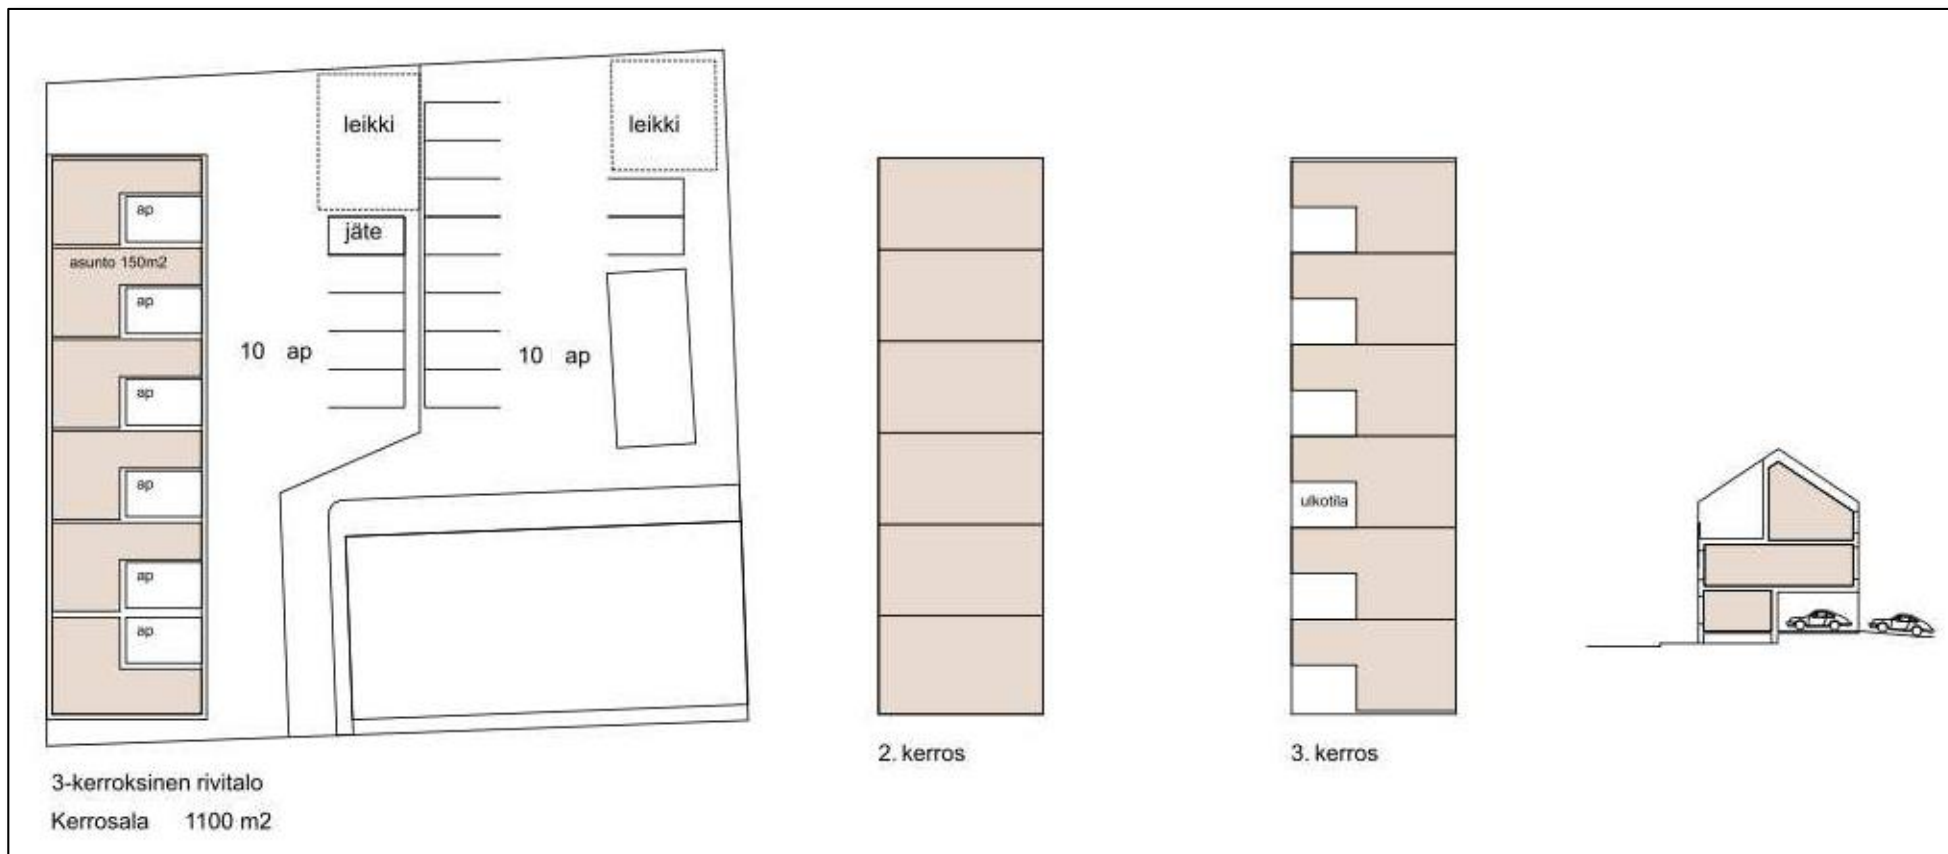 leikki
leikki
ap
jäte
asunto 150m2
ap
10 ap
10 ap
ap
ap
ulkotila
ap
ap
2. kerros
3. kerros
3-kerroksinen rivitalo
Kerrosala 1100 m2